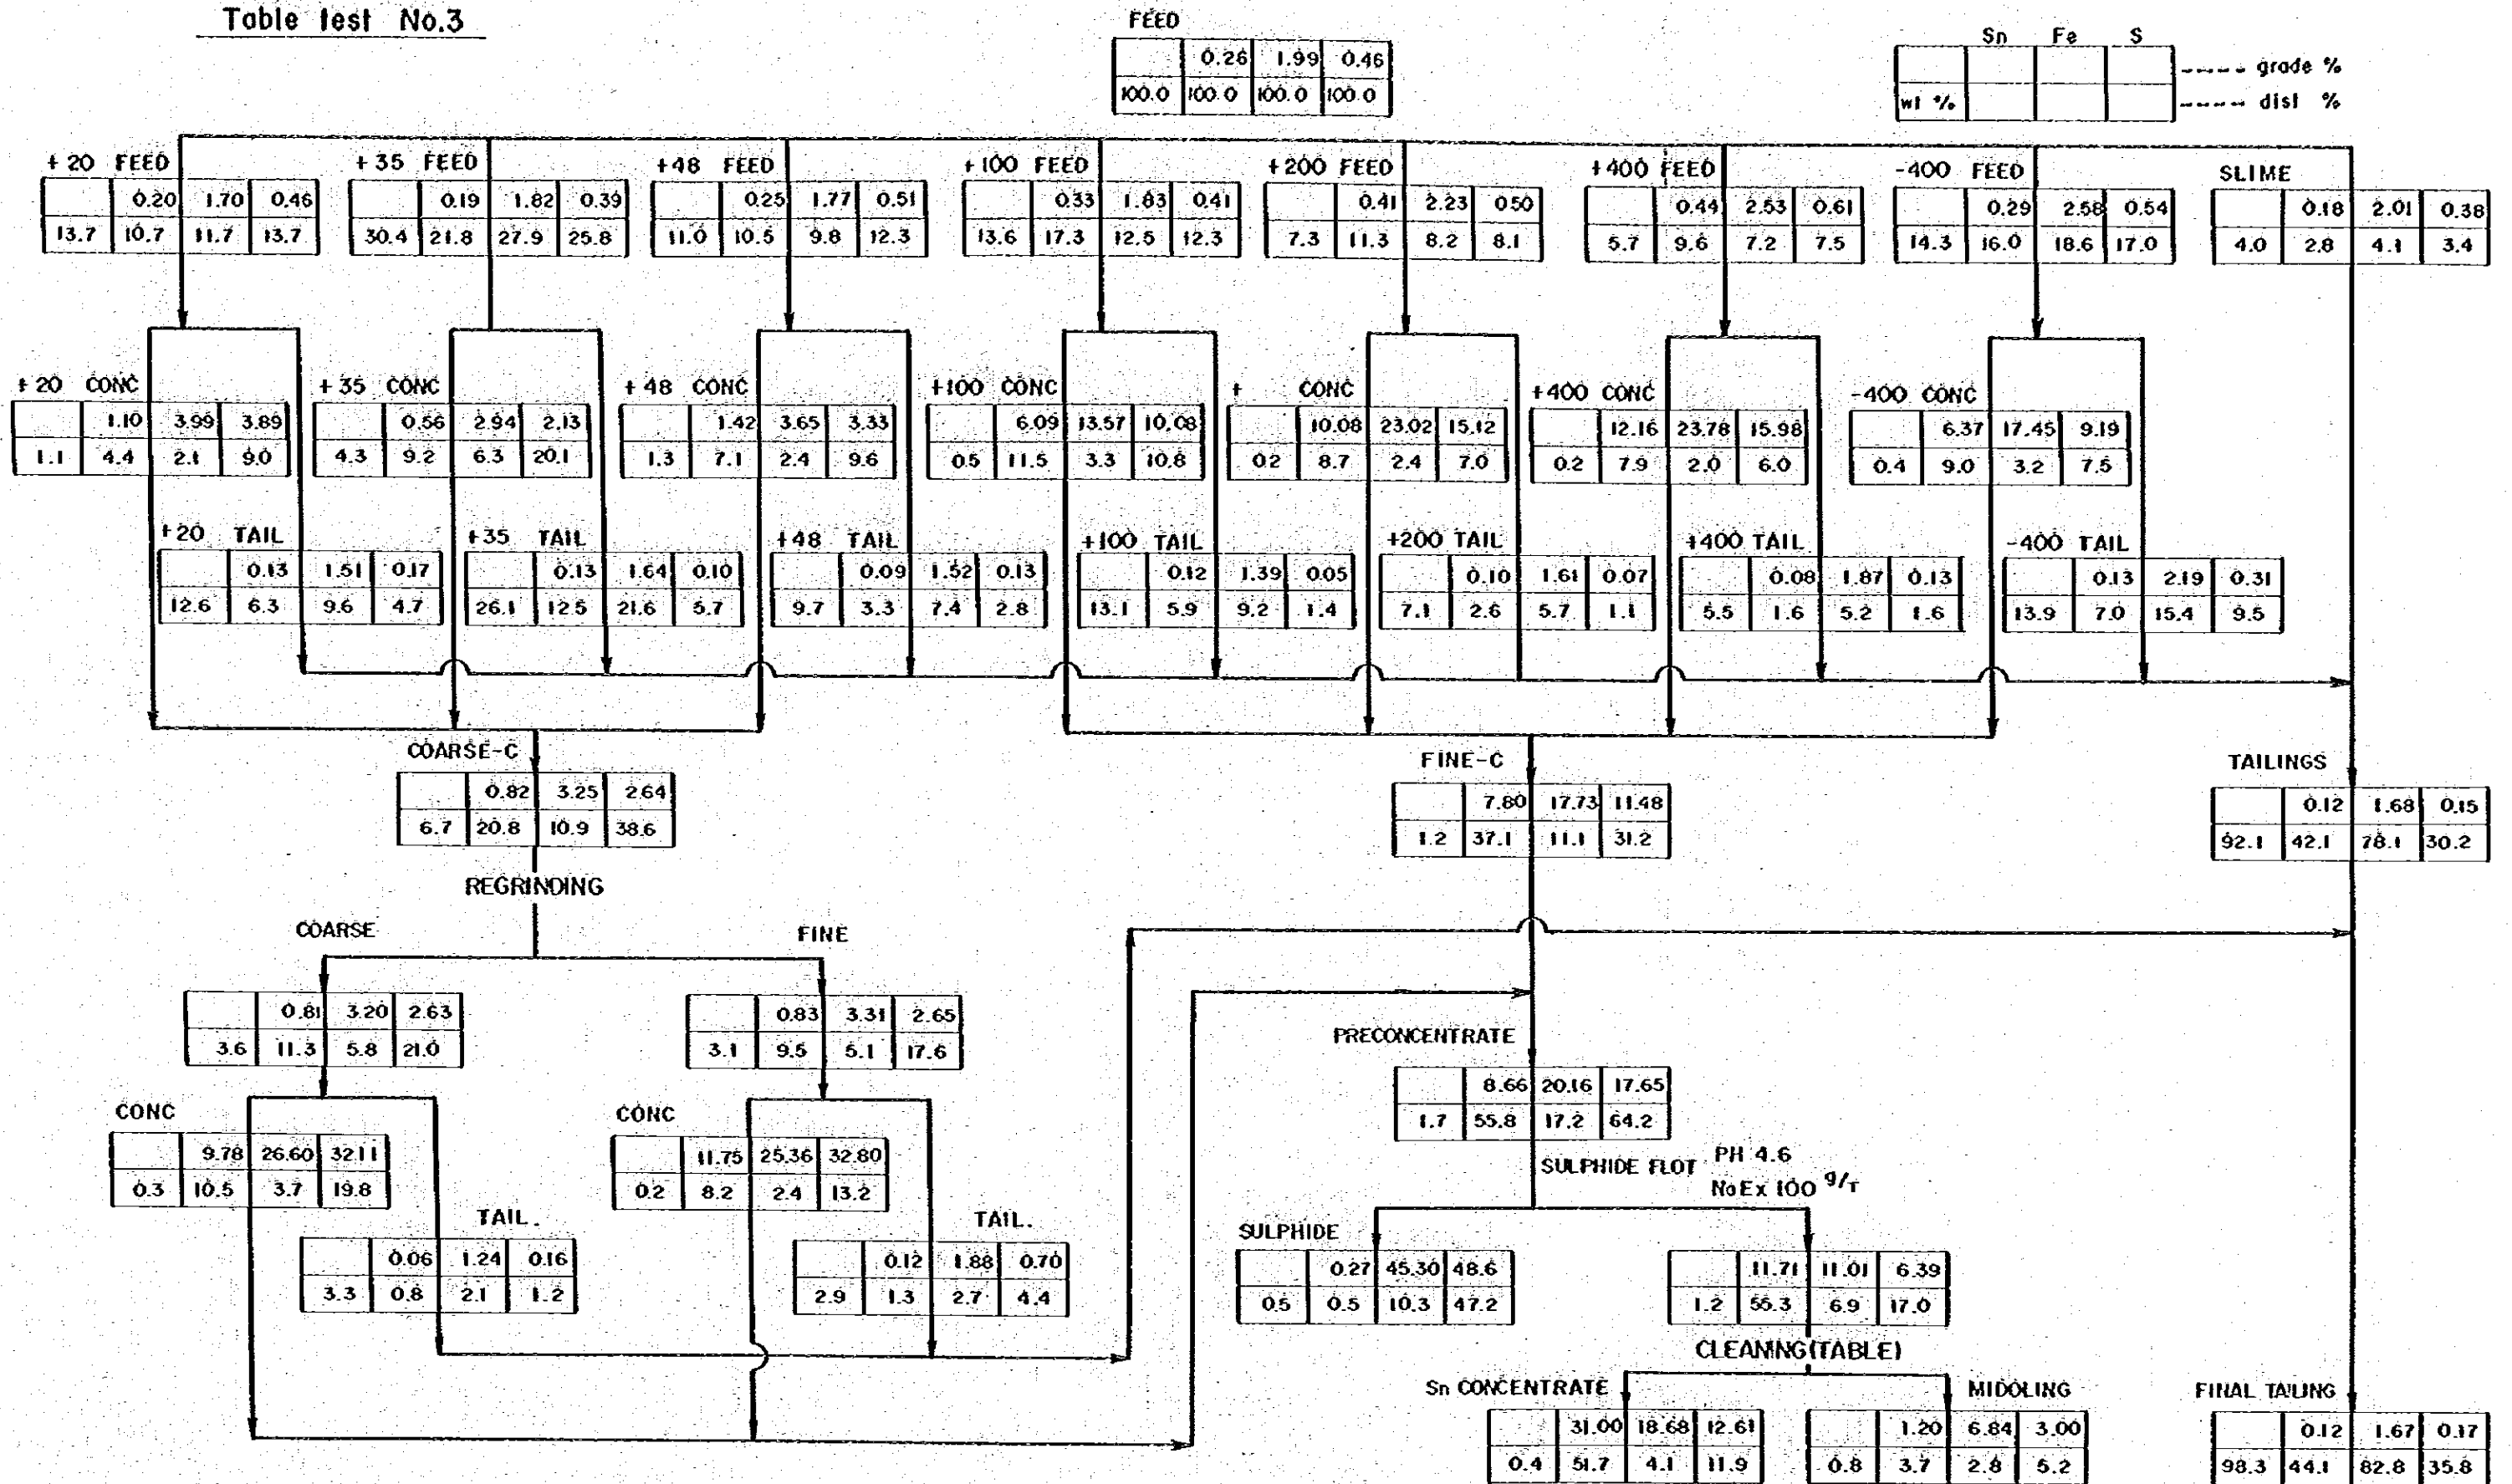 Table test No.3
FEED
0.26 1.99 0.46
100.0 100.0 100.0 100.0
Sn Fe S
---- grade %
wt % ---- dist %
+20 FEED
0.20 1.70 0.46
13.7 10.7 11.7 13.7
+35 FEED
0.19 1.82 0.39
30.4 21.8 27.9 25.8
+48 FEED
0.25 1.77 0.51
11.0 10.5 9.8 12.3
+100 FEED
0.33 1.83 0.41
13.6 17.3 12.5 12.3
+200 FEED
0.41 2.23 0.50
7.3 11.3 8.2 8.1
+400 FEED
0.44 2.53 0.61
5.7 9.6 7.2 7.5
-400 FEED
0.29 2.58 0.54
14.3 16.0 18.6 17.0
SLIME
0.18 2.01 0.38
4.0 2.8 4.1 3.4
+20 CONC
1.10 3.99 3.89
1.1 4.4 2.1 9.0
+35 CONC
0.56 2.94 2.13
4.3 9.2 6.3 20.1
+48 CONC
1.42 3.65 3.33
1.3 7.1 2.4 9.6
+100 CONC
6.09 13.57 10.08
0.5 11.5 3.3 10.8
+ CONC
10.08 23.02 15.12
0.2 8.7 2.4 7.0
+400 CONC
12.16 23.78 15.98
0.2 7.9 2.0 6.0
-400 CONC
6.37 17.45 9.19
0.4 9.0 3.2 7.5
+20 TAIL
0.13 1.51 0.17
12.6 6.3 9.6 4.7
+35 TAIL
0.13 1.64 0.10
26.1 12.5 21.6 5.7
+48 TAIL
0.09 1.52 0.13
9.7 3.3 7.4 2.8
+100 TAIL
0.12 1.39 0.05
13.1 5.9 9.2 1.4
+200 TAIL
0.10 1.61 0.07
7.1 2.6 5.7 1.1
+400 TAIL
0.08 1.87 0.13
5.5 1.6 5.2 1.6
-400 TAIL
0.13 2.19 0.31
13.9 7.0 15.4 9.5
COARSE-C
0.82 3.25 2.64
6.7 20.8 10.9 38.6
FINE-C
7.80 17.73 11.48
1.2 37.1 11.1 31.2
TAILINGS
0.12 1.68 0.15
92.1 42.1 78.1 30.2
REGRINDING
COARSE
0.81 3.20 2.63
3.6 11.3 5.8 21.0
FINE
0.83 3.31 2.65
3.1 9.5 5.1 17.6
PRECONCENTRATE
8.66 20.16 17.65
1.7 55.8 17.2 64.2
CONC
9.78 26.60 32.11
0.3 10.5 3.7 19.8
CONC
11.75 25.36 32.80
0.2 8.2 2.4 13.2
SULPHIDE FLOT PH 4.6
NaEx 100 g/T
TAIL.
0.06 1.24 0.16
3.3 0.8 2.1 1.2
TAIL.
0.12 1.88 0.70
2.9 1.3 2.7 4.4
SULPHIDE
0.27 45.30 48.6
0.5 0.5 10.3 47.2
11.71 11.01 6.39
1.2 55.3 6.9 17.0
CLEANING(TABLE)
Sn CONCENTRATE
31.00 18.68 12.61
0.4 51.7 4.1 11.9
MIDDLING
1.20 6.84 3.00
0.8 3.7 2.8 5.2
FINAL TAILING
0.12 1.67 0.17
98.3 44.1 82.8 35.8